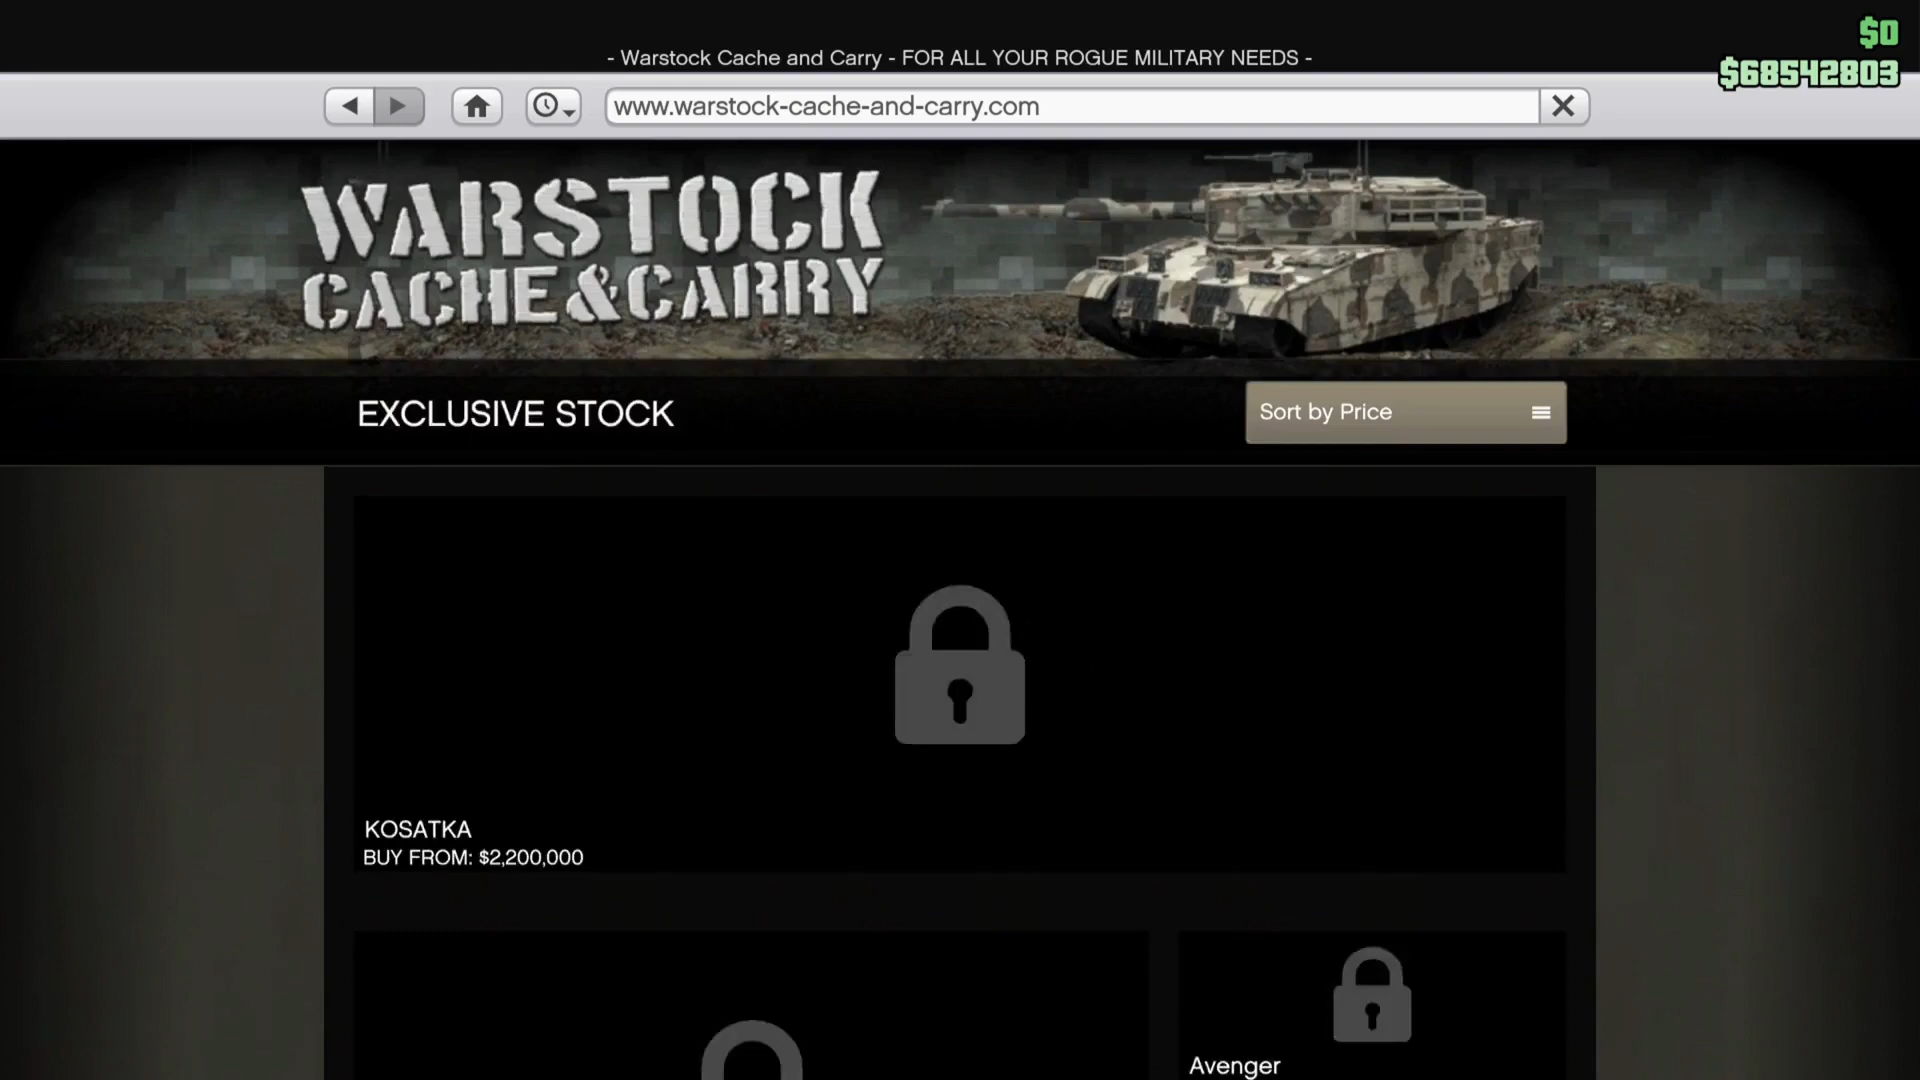 $0
- Warstock Cache and Carry - FOR ALL YOUR ROGUE MILITARY NEEDS -
$68542803
www.warstock-cache-and-carry.com
WARSTOCK
CACHE & CARRY
EXCLUSIVE STOCK
Sort by Price
KOSATKA
BUY FROM: $2,200,000
Avenger